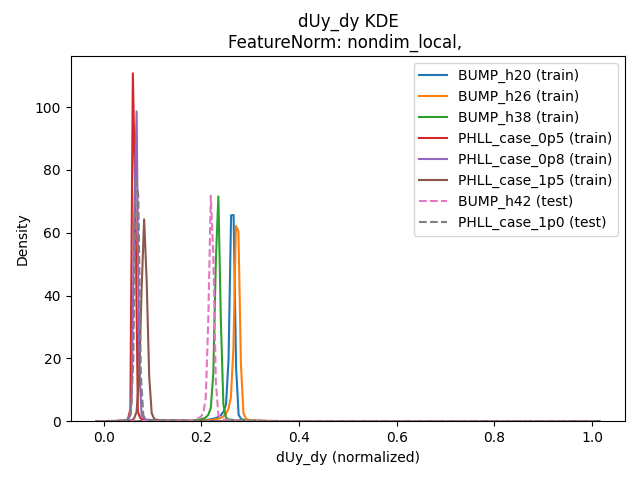 dUy_dy KDE
FeatureNorm: nondim_local,
BUMP_h20 (train)
BUMP_h26 (train)
BUMP_h38 (train)
PHLL_case_0p5 (train)
PHLL_case_0p8 (train)
PHLL_case_1p5 (train)
BUMP_h42 (test)
PHLL_case_1p0 (test)
Density
100
80
60
40
20
0
0.0 0.2 0.4 0.6 0.8 1.0
dUy_dy (normalized)